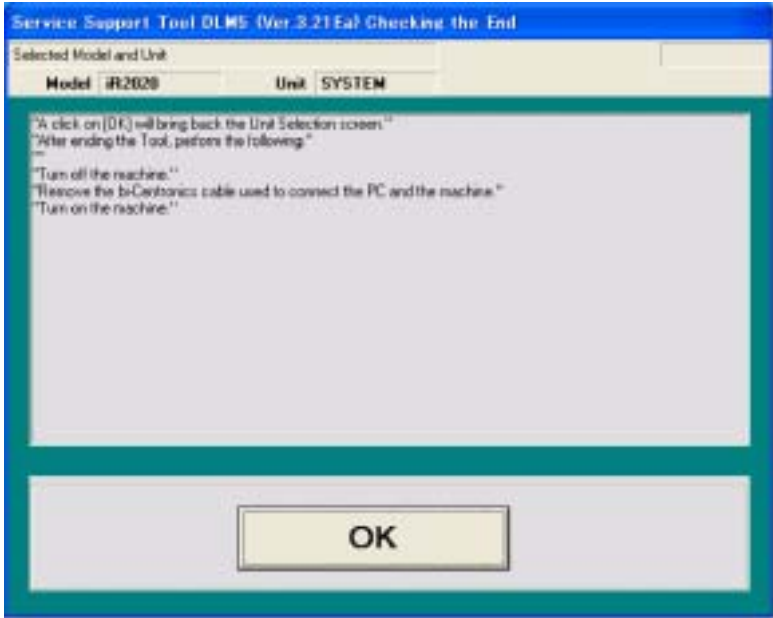 Service Support Tool DLM5 (Ver.3.21Ea) Checking the End
Selected Model and Unit
Model iR2020 Unit SYSTEM
"A click on [OK] will bring back the Unit Selection screen."
"After ending the Tool, perform the following:"
""
"Turn off the machine."
"Remove the bi-Centronics cable used to connect the PC and the machine."
"Turn on the machine."
OK